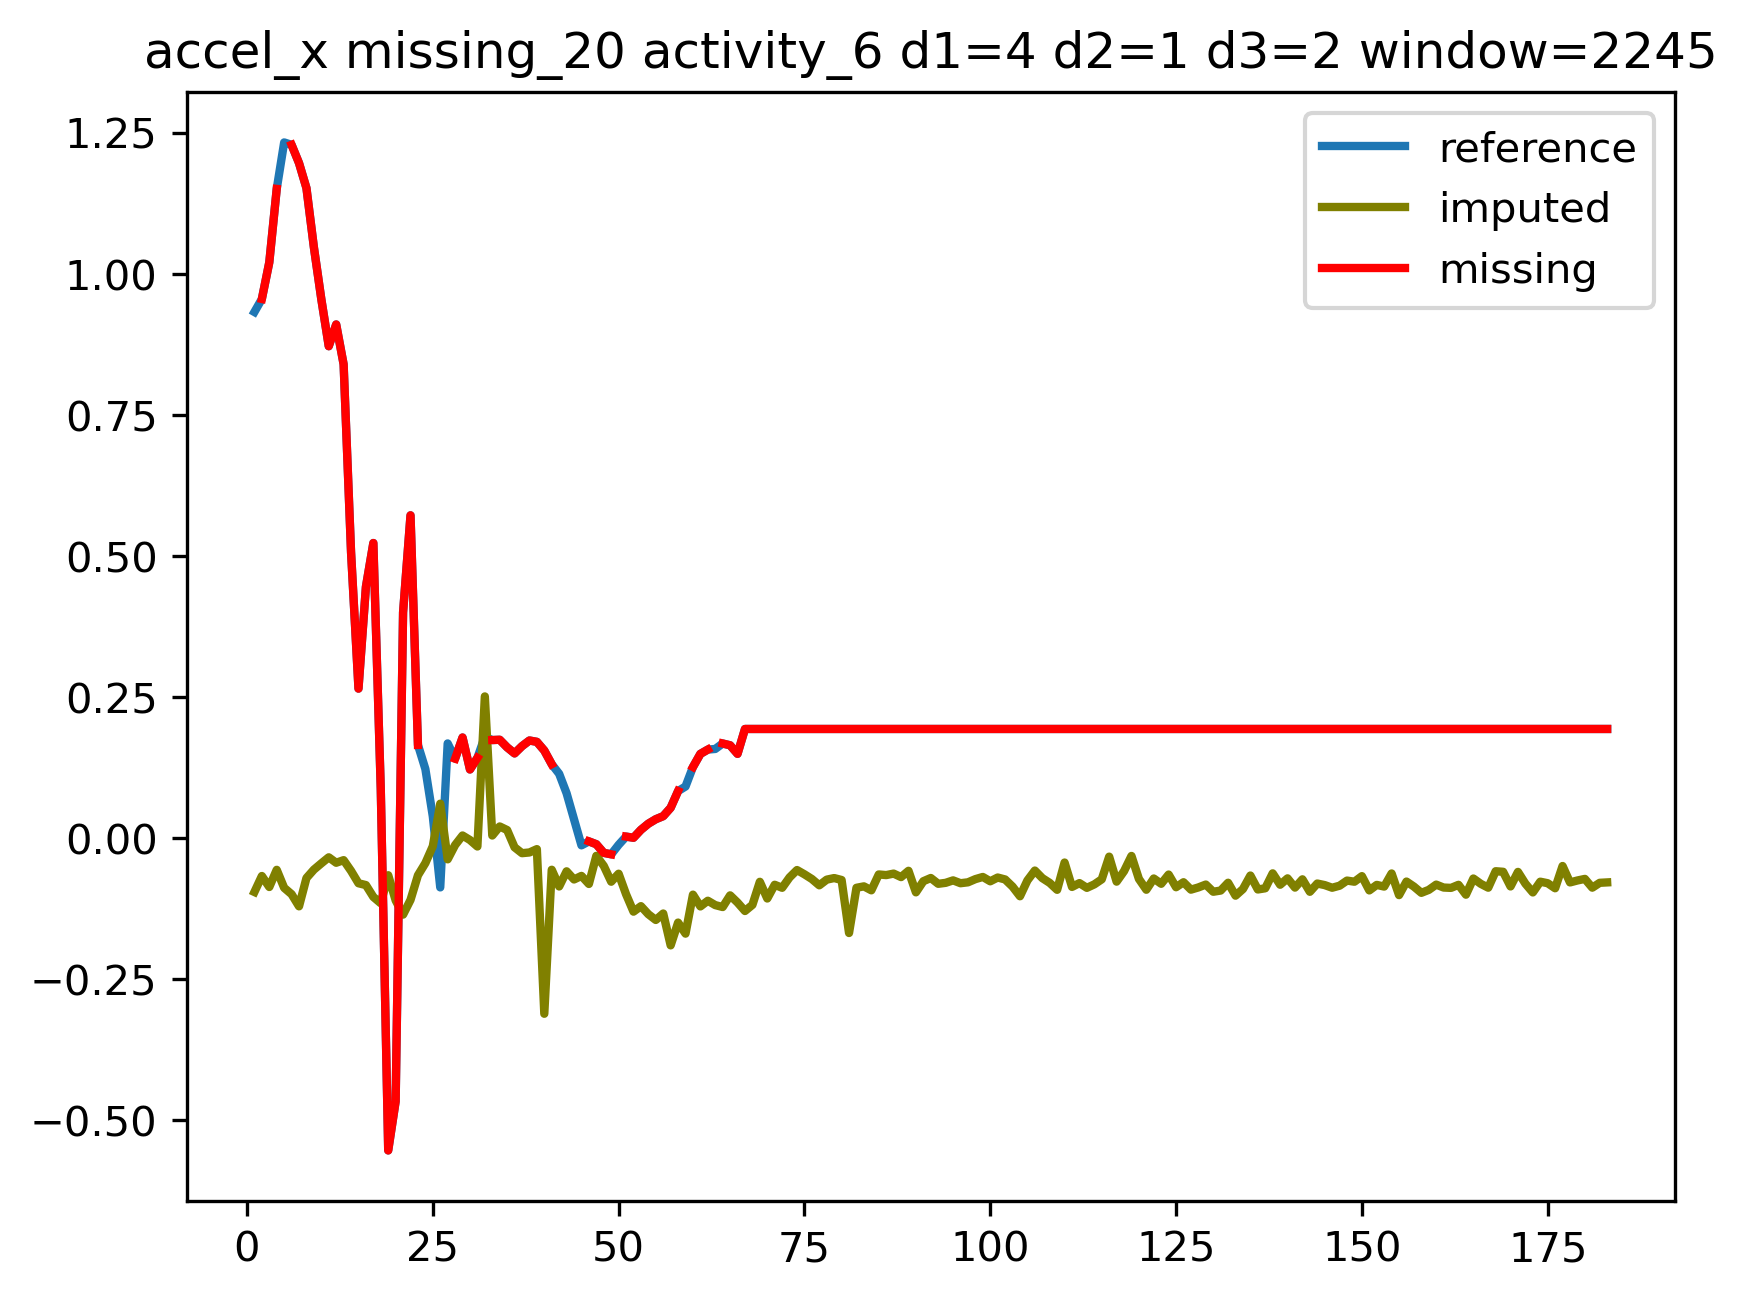 accel_x missing_20 activity_6 d1=4 d2=1 d3=2 window=2245
reference
imputed
missing
1.25
1.00
0.75
0.50
0.25
0.00
−0.25
−0.50
0 25 50 75 100 125 150 175